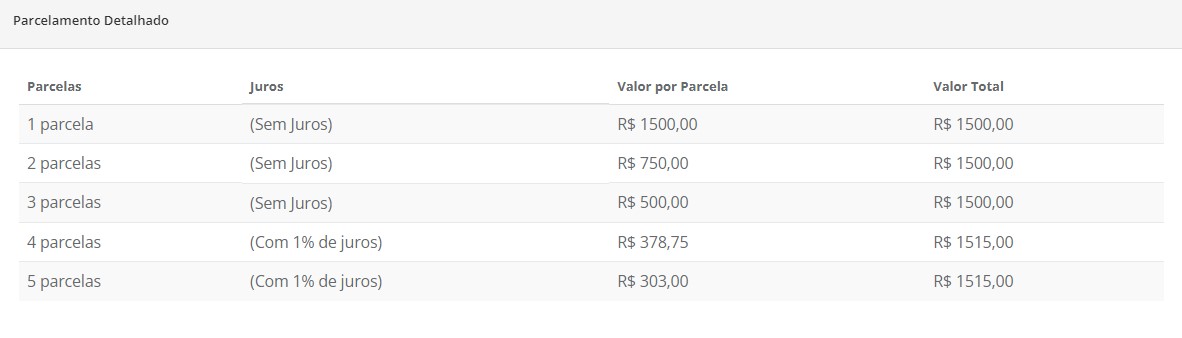 Parcelamento Detalhado
Parcelas Juros Valor por Parcela Valor Total
1 parcela (Sem Juros) R$ 1500,00 R$ 1500,00
2 parcelas (Sem Juros) R$ 750,00 R$ 1500,00
3 parcelas (Sem Juros) R$ 500,00 R$ 1500,00
4 parcelas (Com 1% de juros) R$ 378,75 R$ 1515,00
5 parcelas (Com 1% de juros) R$ 303,00 R$ 1515,00